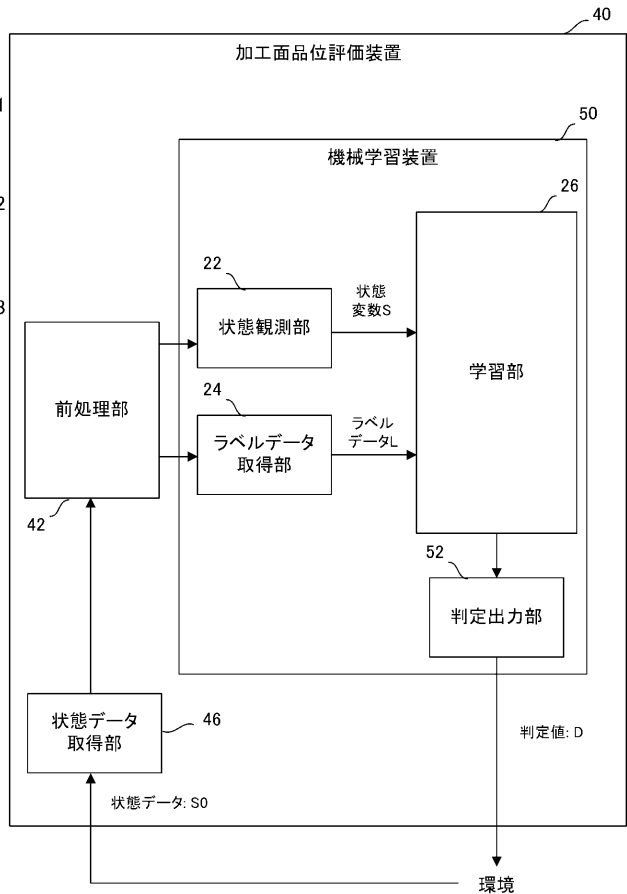 40
加工面品位評価装置
1
50
機械学習装置
2
26
22
状態
変数S
3
状態観測部
学習部
前処理部
24
ラベル
データL
ラベルデータ
取得部
42
52
判定出力部
状態データ
取得部
46
判定値: D
状態データ: S0
環境